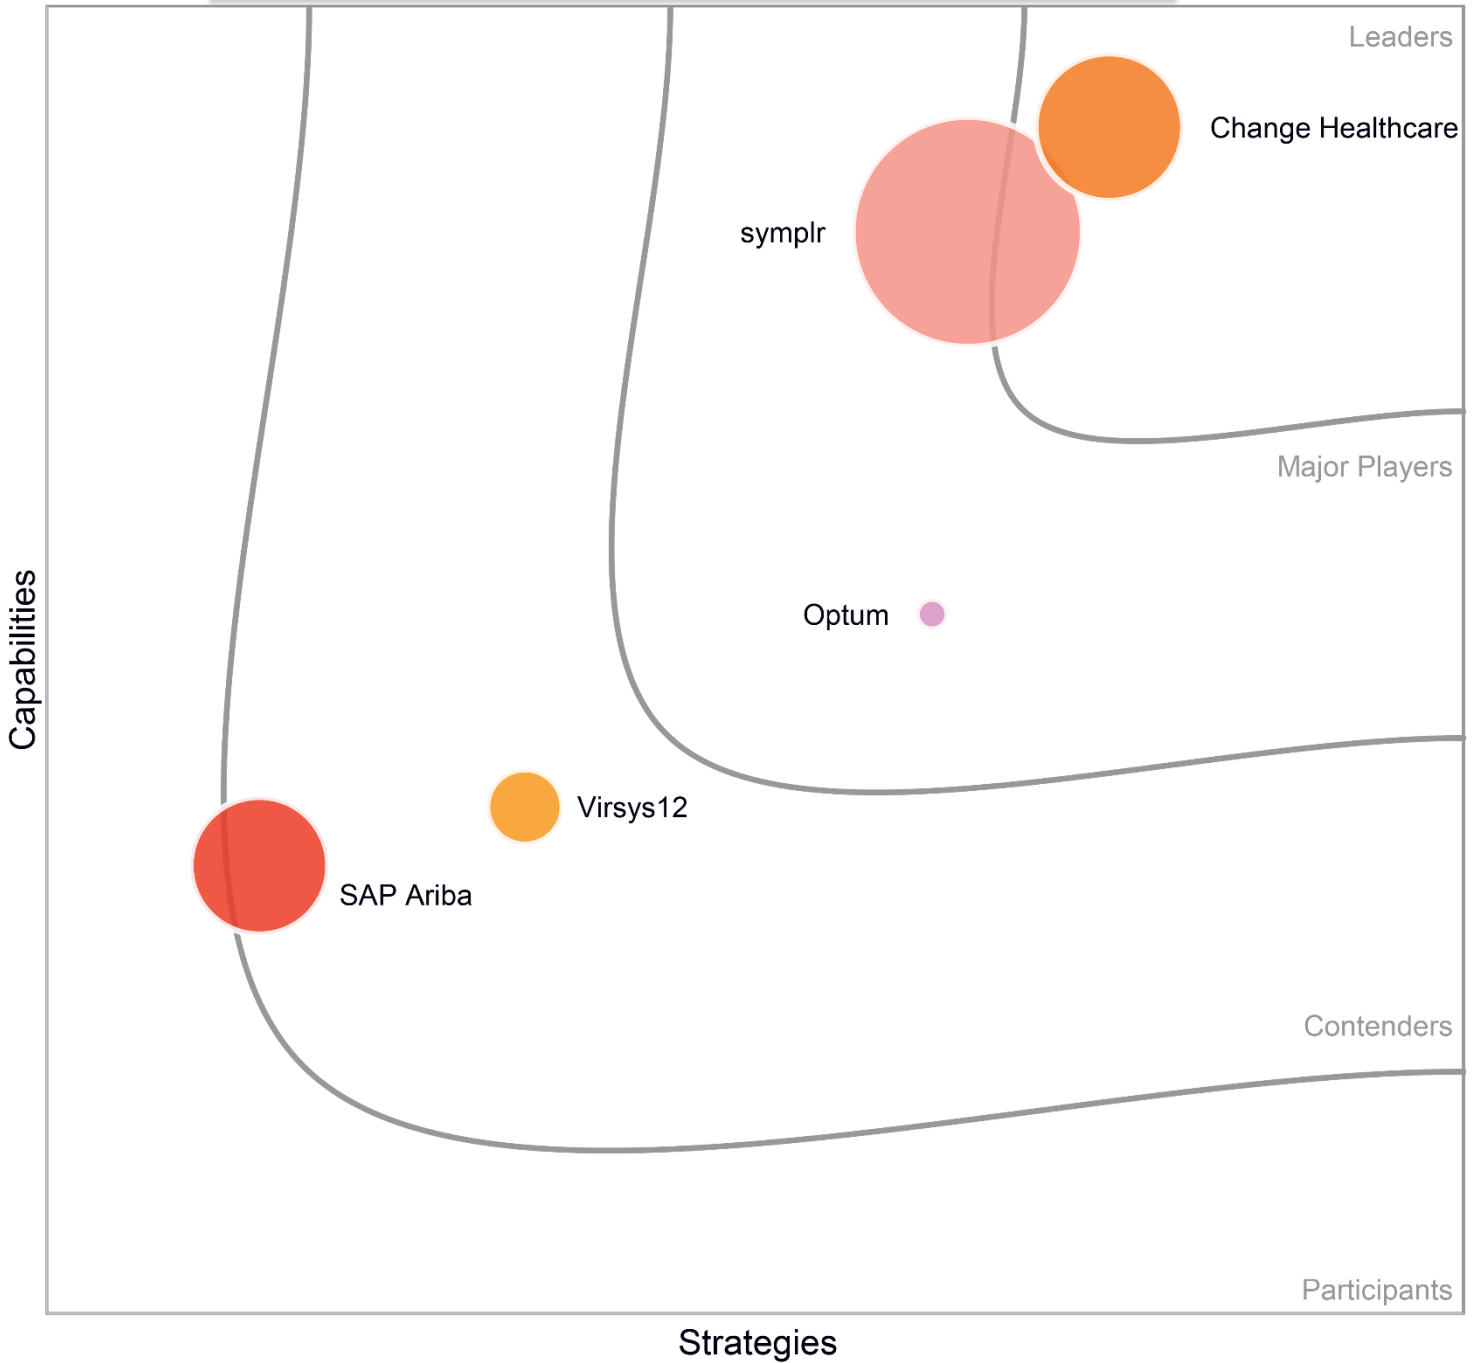 Leaders
Change Healthcare
symplr
Major Players
Capabilities
Optum
Virsys12
SAP Ariba
Contenders
Participants
Strategies